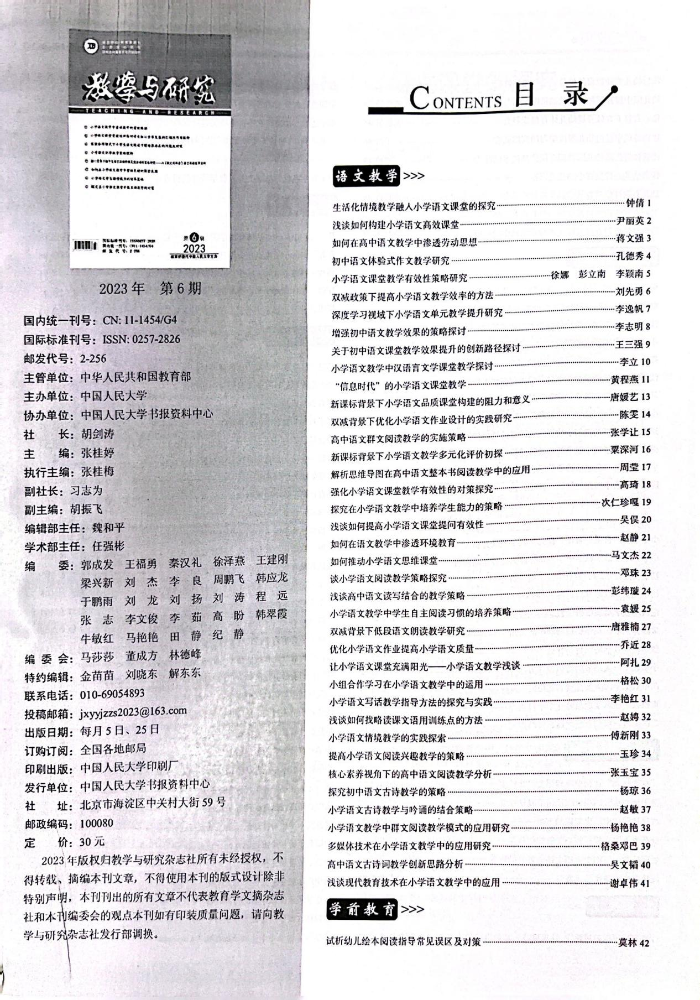 教学与研究
TEACHING AND RESEARCH
第6期
2023
2023年 第6期
国内统一刊号：CN: 11-1454/G4
国际标准刊号：ISSN: 0257-2826
邮发代号：2-256
主管单位：中华人民共和国教育部
主办单位：中国人民大学
协办单位：中国人民大学书报资料中心
社 长：胡剑涛
主 编：张桂婷
执行主编：张桂梅
副社长：习志为
副主编：胡振飞
编辑部主任：魏和平
学术部主任：任强彬
编 委：郭成发 王福勇 秦汉礼 徐泽燕 王建刚
梁兴新 刘 杰 李 良 周鹏飞 韩应龙
于鹏雨 刘 龙 刘 扬 刘 涛 程 远
张 志 李文俊 李 茹 高 盼 韩翠霞
牛敏红 马艳艳 田 静 纪 静
编 委 会：马莎莎 董成方 林德峰
特约编辑：金苗苗 刘晓东 解东东
联系电话：010-69054893
投稿邮箱：jxyyjzzs2023@163.com
出版日期：每月5日、25日
订购订阅：全国各地邮局
印刷出版：中国人民大学印刷厂
发行单位：中国人民大学书报资料中心
社 址：北京市海淀区中关村大街59号
邮政编码：100080
定 价：30元
2023年版权归教学与研究杂志社所有未经授权，不
得转载、摘编本刊文章，不得使用本刊的版式设计除非
特别声明，本刊刊出的所有文章不代表教育学文摘杂志
社和本刊编委会的观点本刊如有印装质量问题，请向教
学与研究杂志社发行部调换。
CONTENTS 目 录
语文教学>>>
生活化情境教学融人小学语文课堂的探究 钟倩 1
浅谈如何构建小学语文高效课堂 尹丽英 2
如何在高中语文教学中渗透劳动思想 蒋文强 3
初中语文体验式作文教学研究 孔德秀 4
小学语文课堂教学有效性策略研究 徐娜 彭立南 李颖南 5
双减政策下提高小学语文教学效率的方法 刘先勇 6
深度学习视域下小学语文单元教学提升研究 李逸帆 7
增强初中语文教学效果的策略探讨 李志明 8
关于初中语文课堂教学效果提升的创新路径探讨 王三强 9
小学语文教学中汉语言文学课堂教学探讨 李立 10
“信息时代”的小学语文课堂教学 黄程燕 11
新课标背景下小学语文品质课堂构建的阻力和意义 唐媛艺 13
双减背景下优化小学语文作业设计的实践研究 陈雯 14
高中语文群文阅读教学的实施策略 张学让 15
新课标背景下小学语文教学多元化评价初探 粟深河 16
解析思维导图在高中语文整本书阅读教学中的应用 周莹 17
强化小学语文课堂教学有效性的对策探究 高琦 18
探究在小学语文教学中培养学生能力的策略 次仁珍嘎 19
浅谈如何提高小学语文课堂提问有效性 吴俣 20
如何在语文教学中渗透环境教育 赵静 21
如何推动小学语文思维课堂 马文杰 22
谈小学语文阅读教学策略探究 邓珠 23
浅谈高中语文读写结合的教学策略 彭纬璇 24
小学语文教学中学生自主阅读习惯的培养策略 袁媛 25
双减背景下低段语文朗读教学研究 唐雅楠 27
优化小学语文作业提高小学语文质量 乔近 28
让小学语文课堂充满阳光——小学语文教学浅谈 阿扎 29
小组合作学习在小学语文教学中的运用 格松 30
小学语文写话教学指导方法的探究与实践 李艳红 31
浅谈如何找略读课文语用训练点的方法 赵娉 32
小学语文情境教学的实践探索 傅新刚 33
提高小学语文阅读兴趣教学的策略 玉珍 34
核心素养视角下的高中语文阅读教学分析 张玉宝 35
探究初中语文古诗教学的策略 杨琼 36
小学语文古诗教学与吟诵的结合策略 赵敏 37
小学语文教学中群文阅读教学模式的应用研究 杨艳艳 38
多媒体技术在小学语文教学中的应用研究 格桑邓巴 39
高中语文古诗词教学创新思路分析 吴文韬 40
浅谈现代教育技术在小学语文教学中的应用 谢卓伟 41
学前教育>>>
试析幼儿绘本阅读指导常见误区及对策 莫林 42